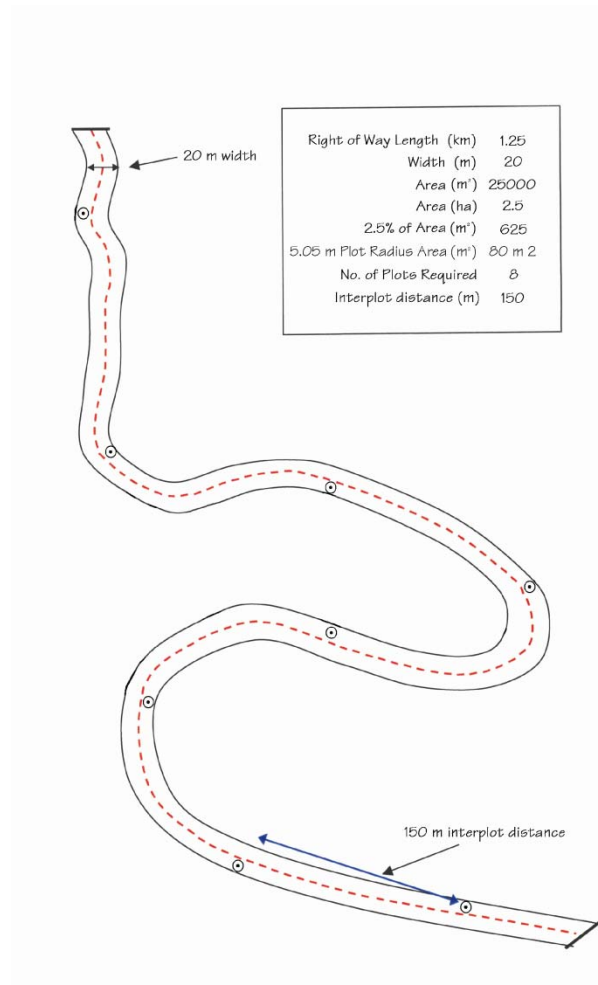 20 m width
Right of Way Length (km) 1.25
Width (m) 20
Area (m²) 25000
Area (ha) 2.5
2.5% of Area (m²) 625
5.05 m Plot Radius Area (m²) 80 m 2
No. of Plots Required 8
Interplot distance (m) 150
150 m interplot distance